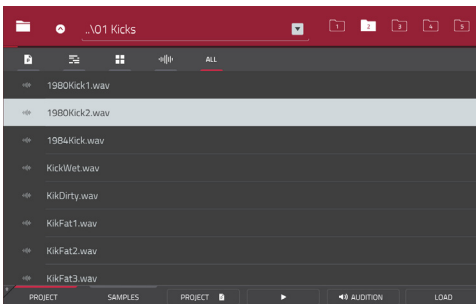 ..\01 Kicks
1 2 3 4 5
ALL
1980Kick1.wav
1980Kick2.wav
1984Kick.wav
KickWet.wav
KikDirty.wav
KikFat1.wav
KikFat2.wav
KikFat3.wav
PROJECT SAMPLES PROJECT AUDITION LOAD